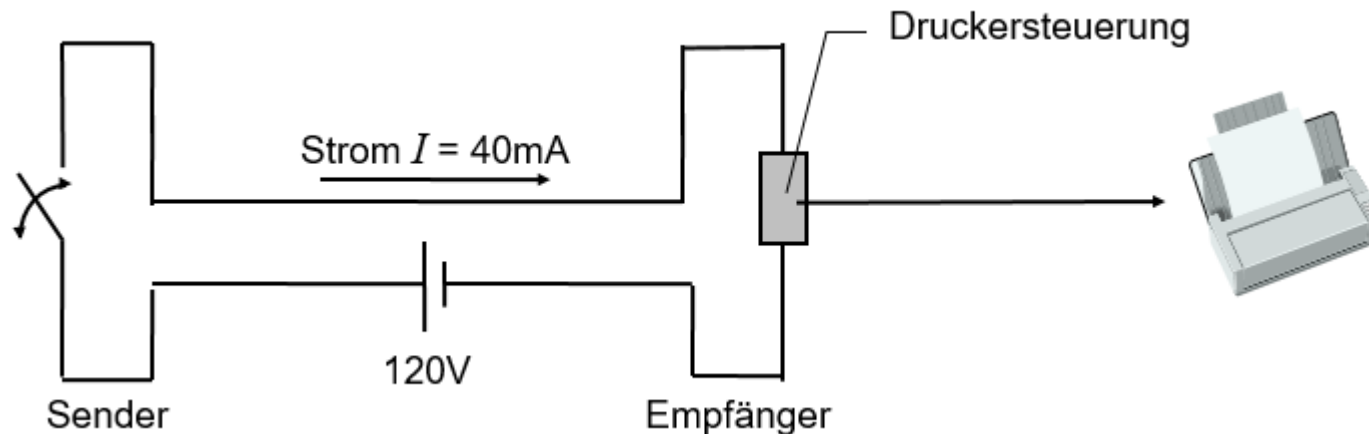 Druckersteuerung
Strom I = 40mA
120V
Sender
Empfänger